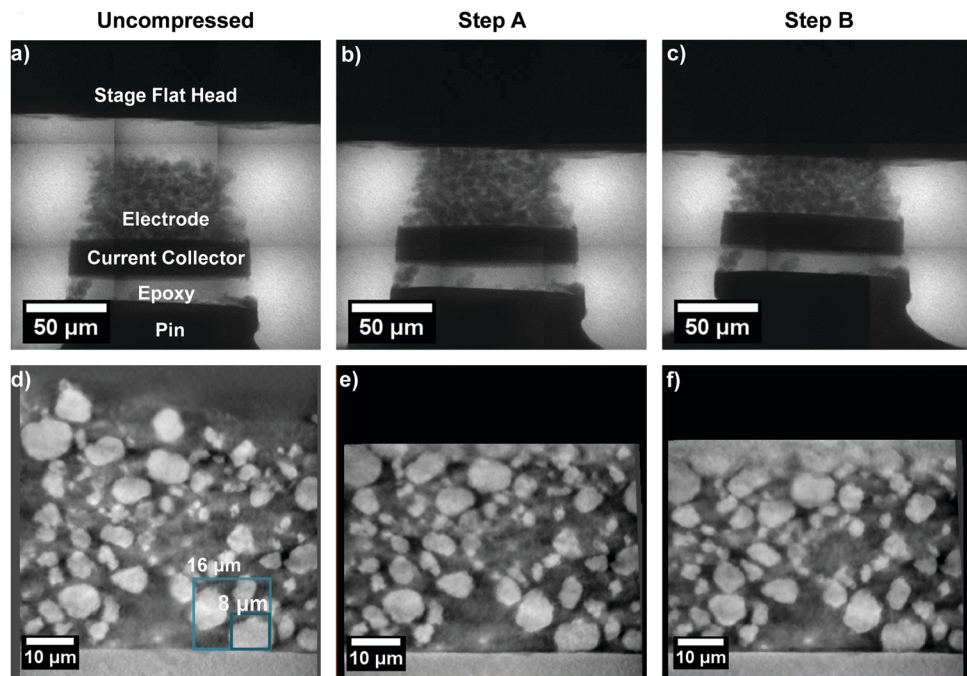 Uncompressed
Step A
Step B
a)
b)
c)
Stage Flat Head
Electrode
Current Collector
Epoxy
Pin
50 µm
50 µm
50 µm
d)
e)
f)
16 µm
8 µm
10 µm
10 µm
10 µm